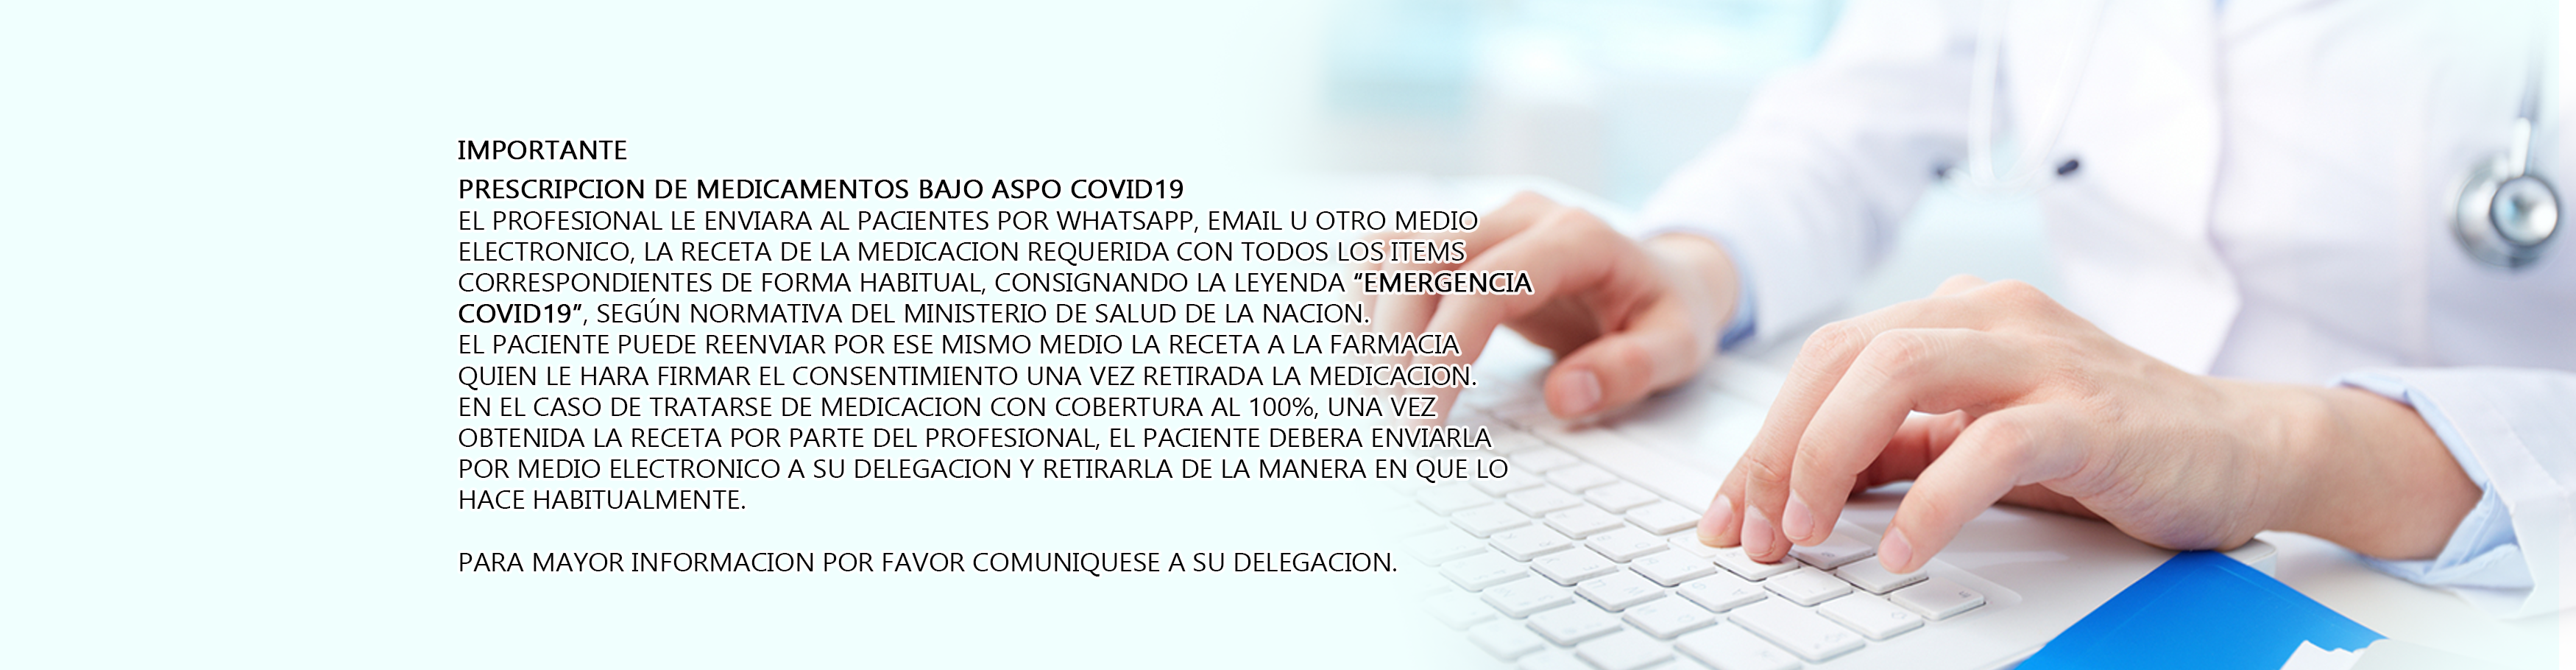 IMPORTANTE
PRESCRIPCION DE MEDICAMENTOS BAJO ASPO COVID19
EL PROFESIONAL LE ENVIARA AL PACIENTES POR WHATSAPP, EMAIL U OTRO MEDIO
ELECTRONICO, LA RECETA DE LA MEDICACION REQUERIDA CON TODOS LOS ITEMS
CORRESPONDIENTES DE FORMA HABITUAL, CONSIGNANDO LA LEYENDA “EMERGENCIA
COVID19”, SEGÚN NORMATIVA DEL MINISTERIO DE SALUD DE LA NACION.
EL PACIENTE PUEDE REENVIAR POR ESE MISMO MEDIO LA RECETA A LA FARMACIA
QUIEN LE HARA FIRMAR EL CONSENTIMIENTO UNA VEZ RETIRADA LA MEDICACION.
EN EL CASO DE TRATARSE DE MEDICACION CON COBERTURA AL 100%, UNA VEZ
OBTENIDA LA RECETA POR PARTE DEL PROFESIONAL, EL PACIENTE DEBERA ENVIARLA
POR MEDIO ELECTRONICO A SU DELEGACION Y RETIRARLA DE LA MANERA EN QUE LO
HACE HABITUALMENTE.
PARA MAYOR INFORMACION POR FAVOR COMUNIQUESE A SU DELEGACION.